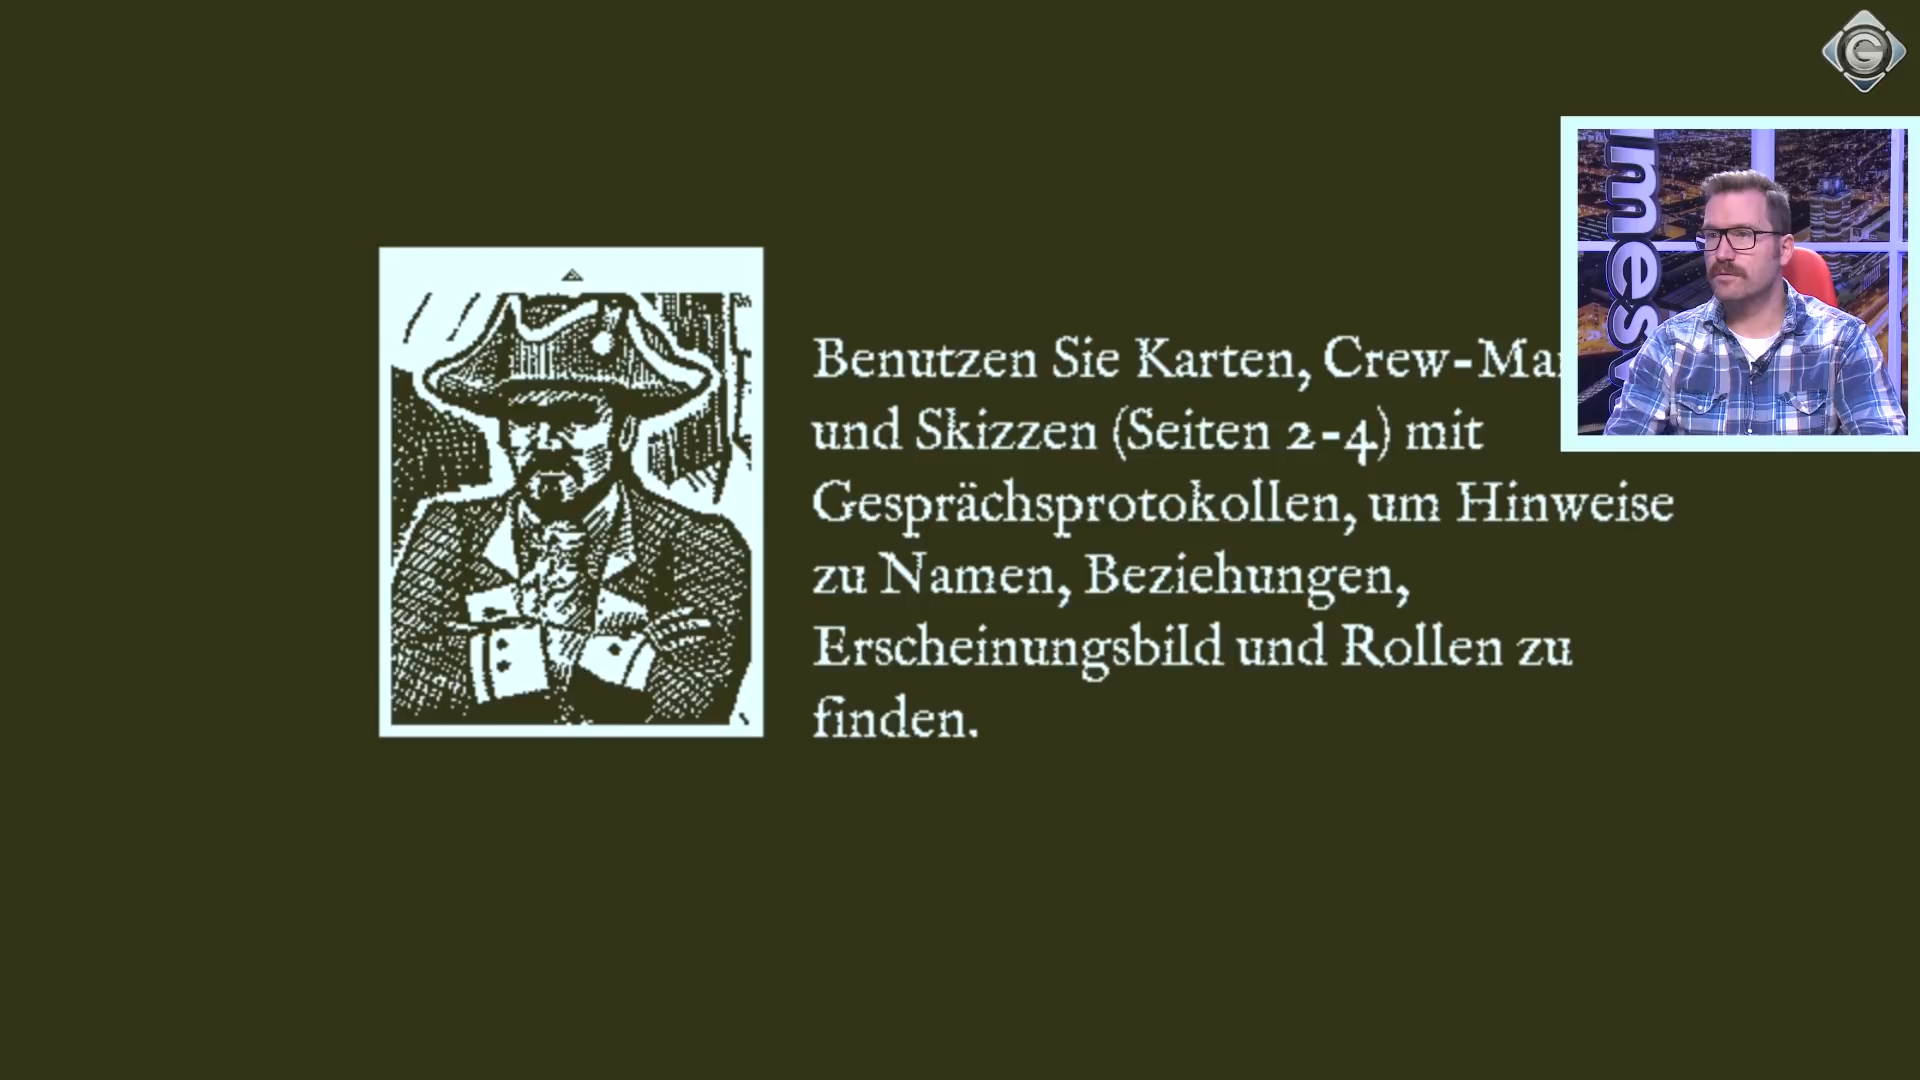 Benutzen Sie Karten, Crew-
und Skizzen (Seiten 2-4) mit
Gesprächsprotokollen, um Hinweise
zu Namen, Beziehungen,
Erscheinungsbild und Rollen zu
finden.
G